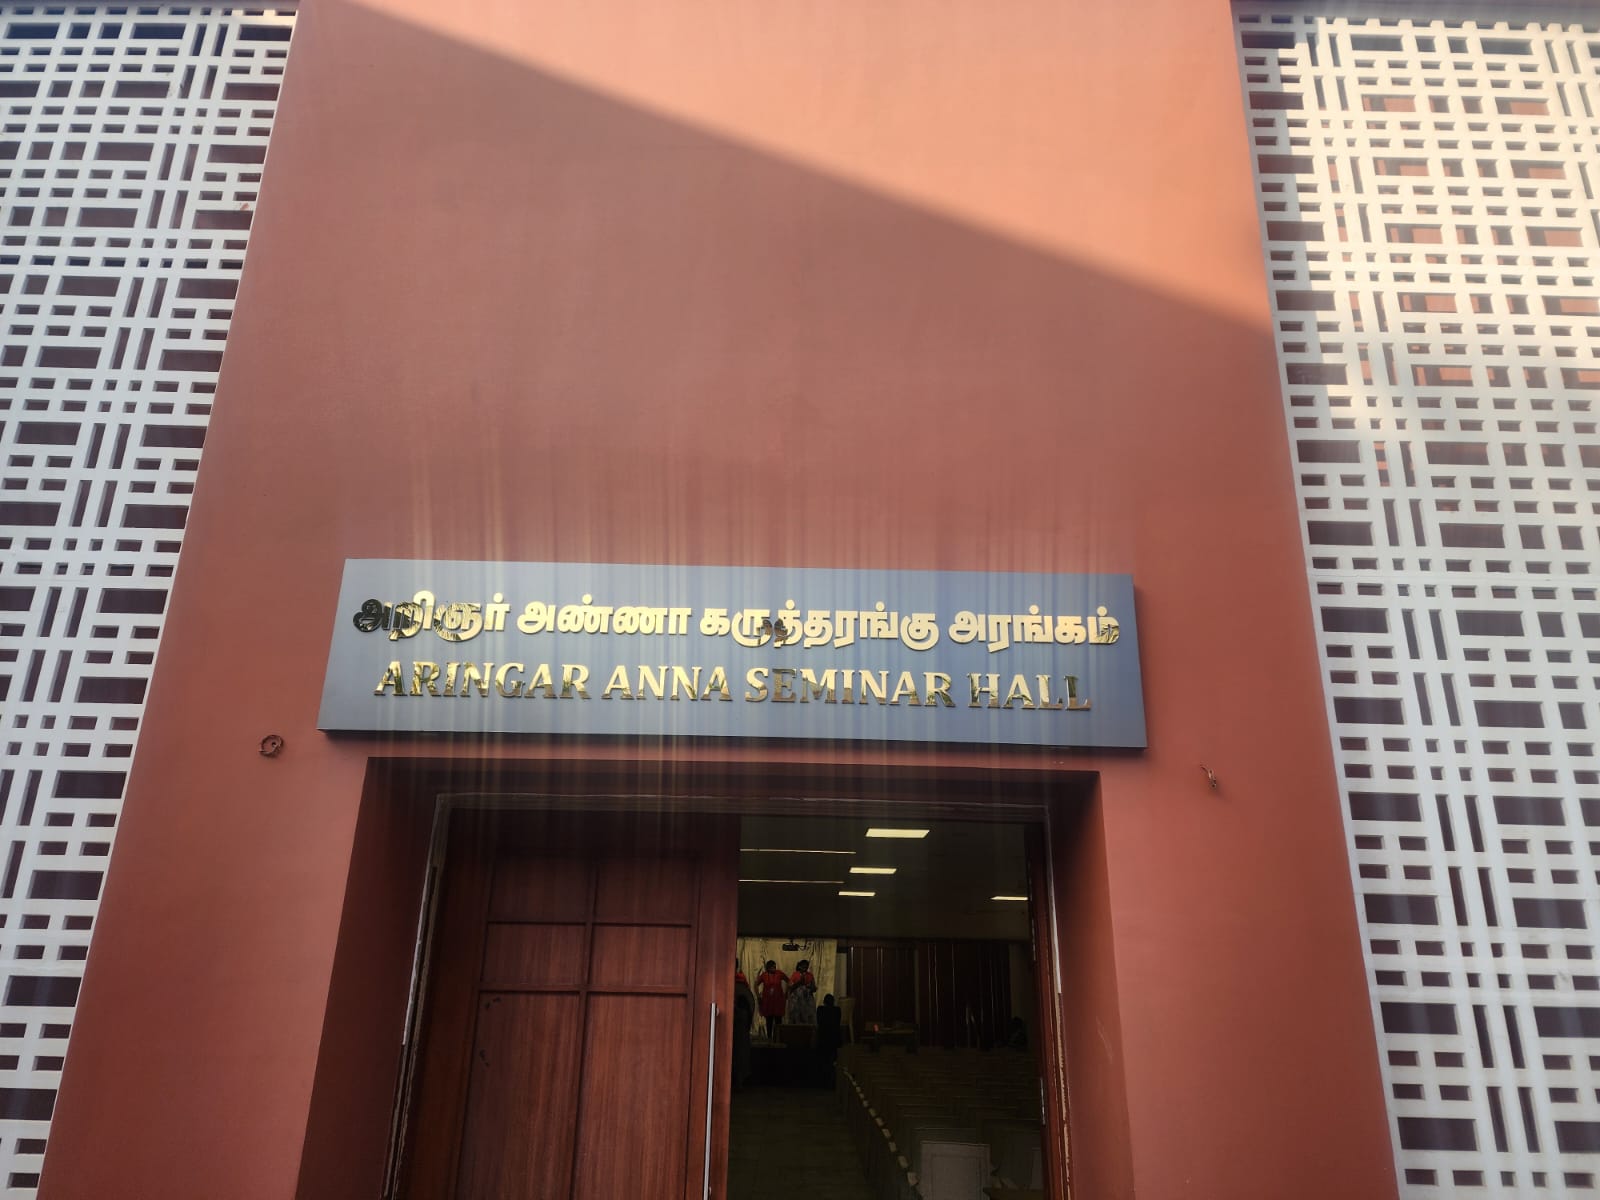 அறிஞர் அண்ணா கருத்தரங்கு அரங்கம்
ARINGAR ANNA SEMINAR HALL